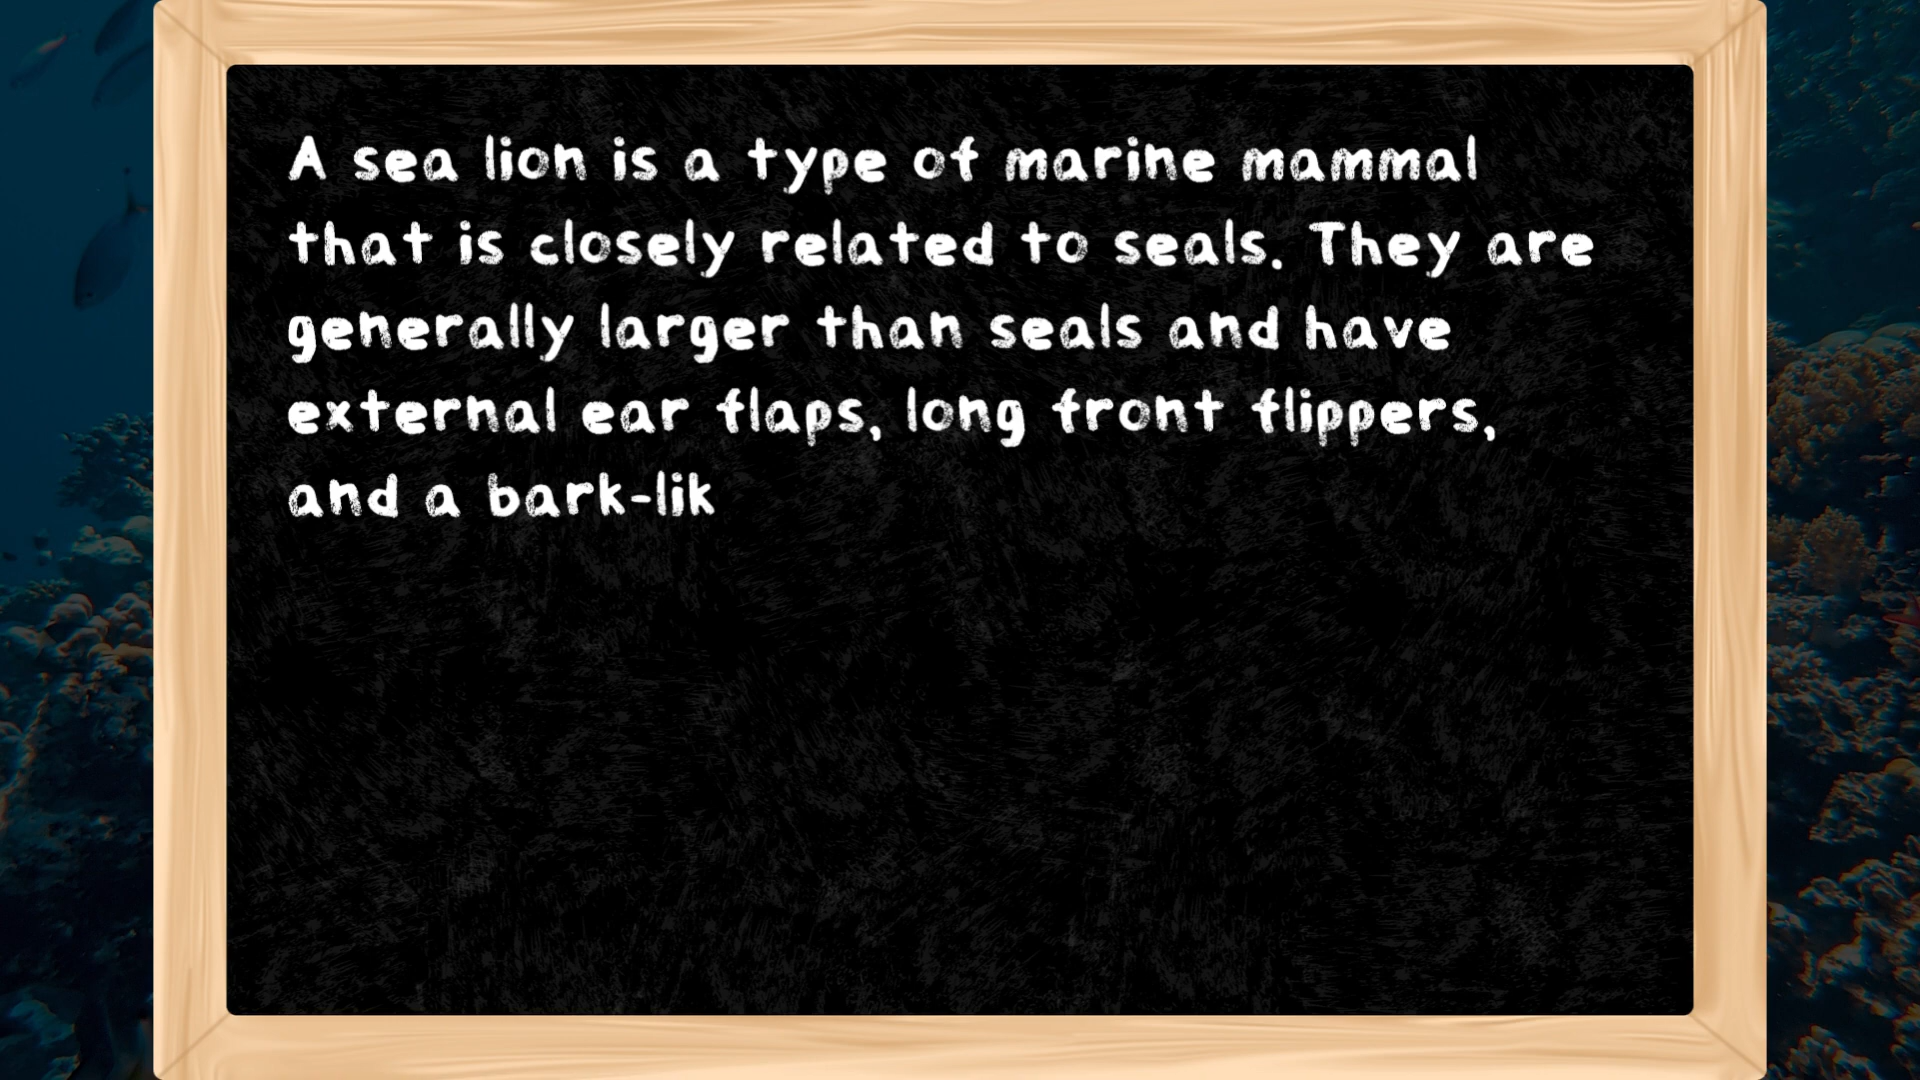 A sea lion is a type of marine mammal
that is closely related to seals. They are
generally larger than seals and have
external ear flaps, long front flippers,
and a bark-lik